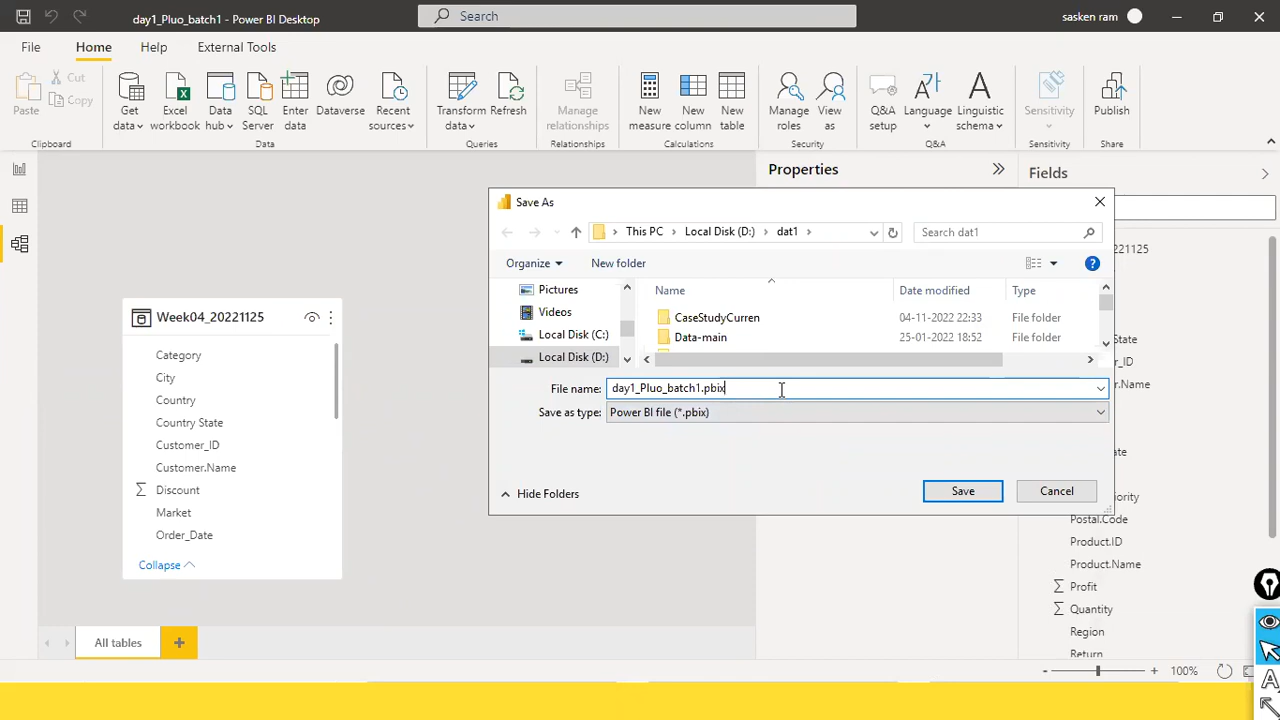 day1_Pluo_batch1 - Power BI Desktop
Search
sasken ram
File
Home
Help
External Tools
Paste
Cut
Copy
Get data
Excel workbook
Data hub
SQL Server
Enter data
Dataverse
Recent sources
Transform data
Refresh
Manage relationships
New measure
New column
New table
Manage roles
View as
Q&A setup
Language
Linguistic schema
Sensitivity
Publish
Clipboard
Data
Queries
Relationships
Calculations
Security
Q&A
Sensitivity
Share
Properties
Fields
Save As
This PC
Local Disk (D:)
dat1
Search dat1
Organize
New folder
Pictures
Videos
Local Disk (C:)
Local Disk (D:)
Name
Date modified
Type
CaseStudyCurren
04-11-2022 22:33
File folder
Data-main
25-01-2022 18:52
File folder
File name:
day1_Pluo_batch1.pbix
Save as type:
Power BI file (*.pbix)
Hide Folders
Save
Cancel
Week04_20221125
Category
City
Country
Country State
Customer_ID
Customer.Name
Discount
Market
Order_Date
Collapse
Postal.Code
Product.ID
Product.Name
Profit
Quantity
Region
Return
All tables
100%